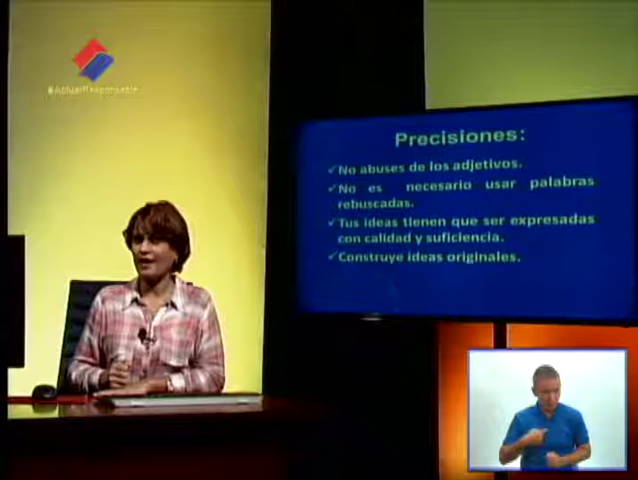 #ActuarResponsable
Precisiones:
✓No abuses de los adjetivos.
✓No es necesario usar palabras
rebuscadas.
✓Tus ideas tienen que ser expresadas
con calidad y suficiencia.
✓Construye ideas originales.